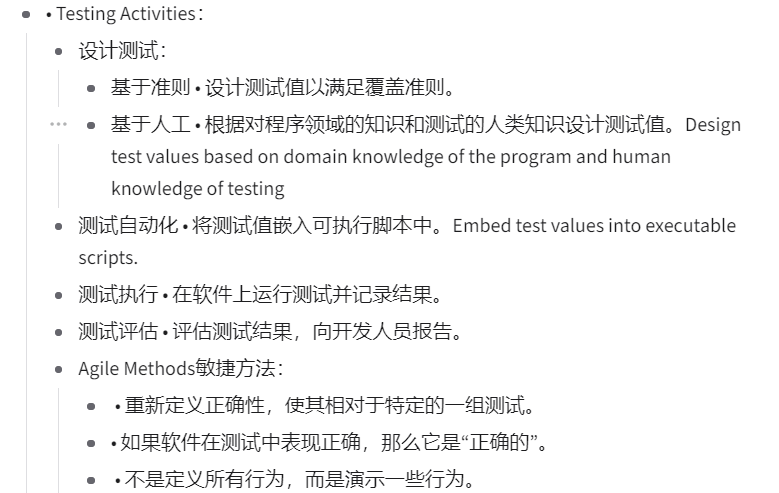 • Testing Activities：
设计测试：
基于准则 • 设计测试值以满足覆盖准则。
基于人工 • 根据对程序领域的知识和测试的人类知识设计测试值。Design
test values based on domain knowledge of the program and human
knowledge of testing
测试自动化 • 将测试值嵌入可执行脚本中。Embed test values into executable
scripts.
测试执行 • 在软件上运行测试并记录结果。
测试评估 • 评估测试结果，向开发人员报告。
Agile Methods敏捷方法：
• 重新定义正确性，使其相对于特定的一组测试。
• 如果软件在测试中表现正确，那么它是“正确的”。
• 不是定义所有行为，而是演示一些行为。